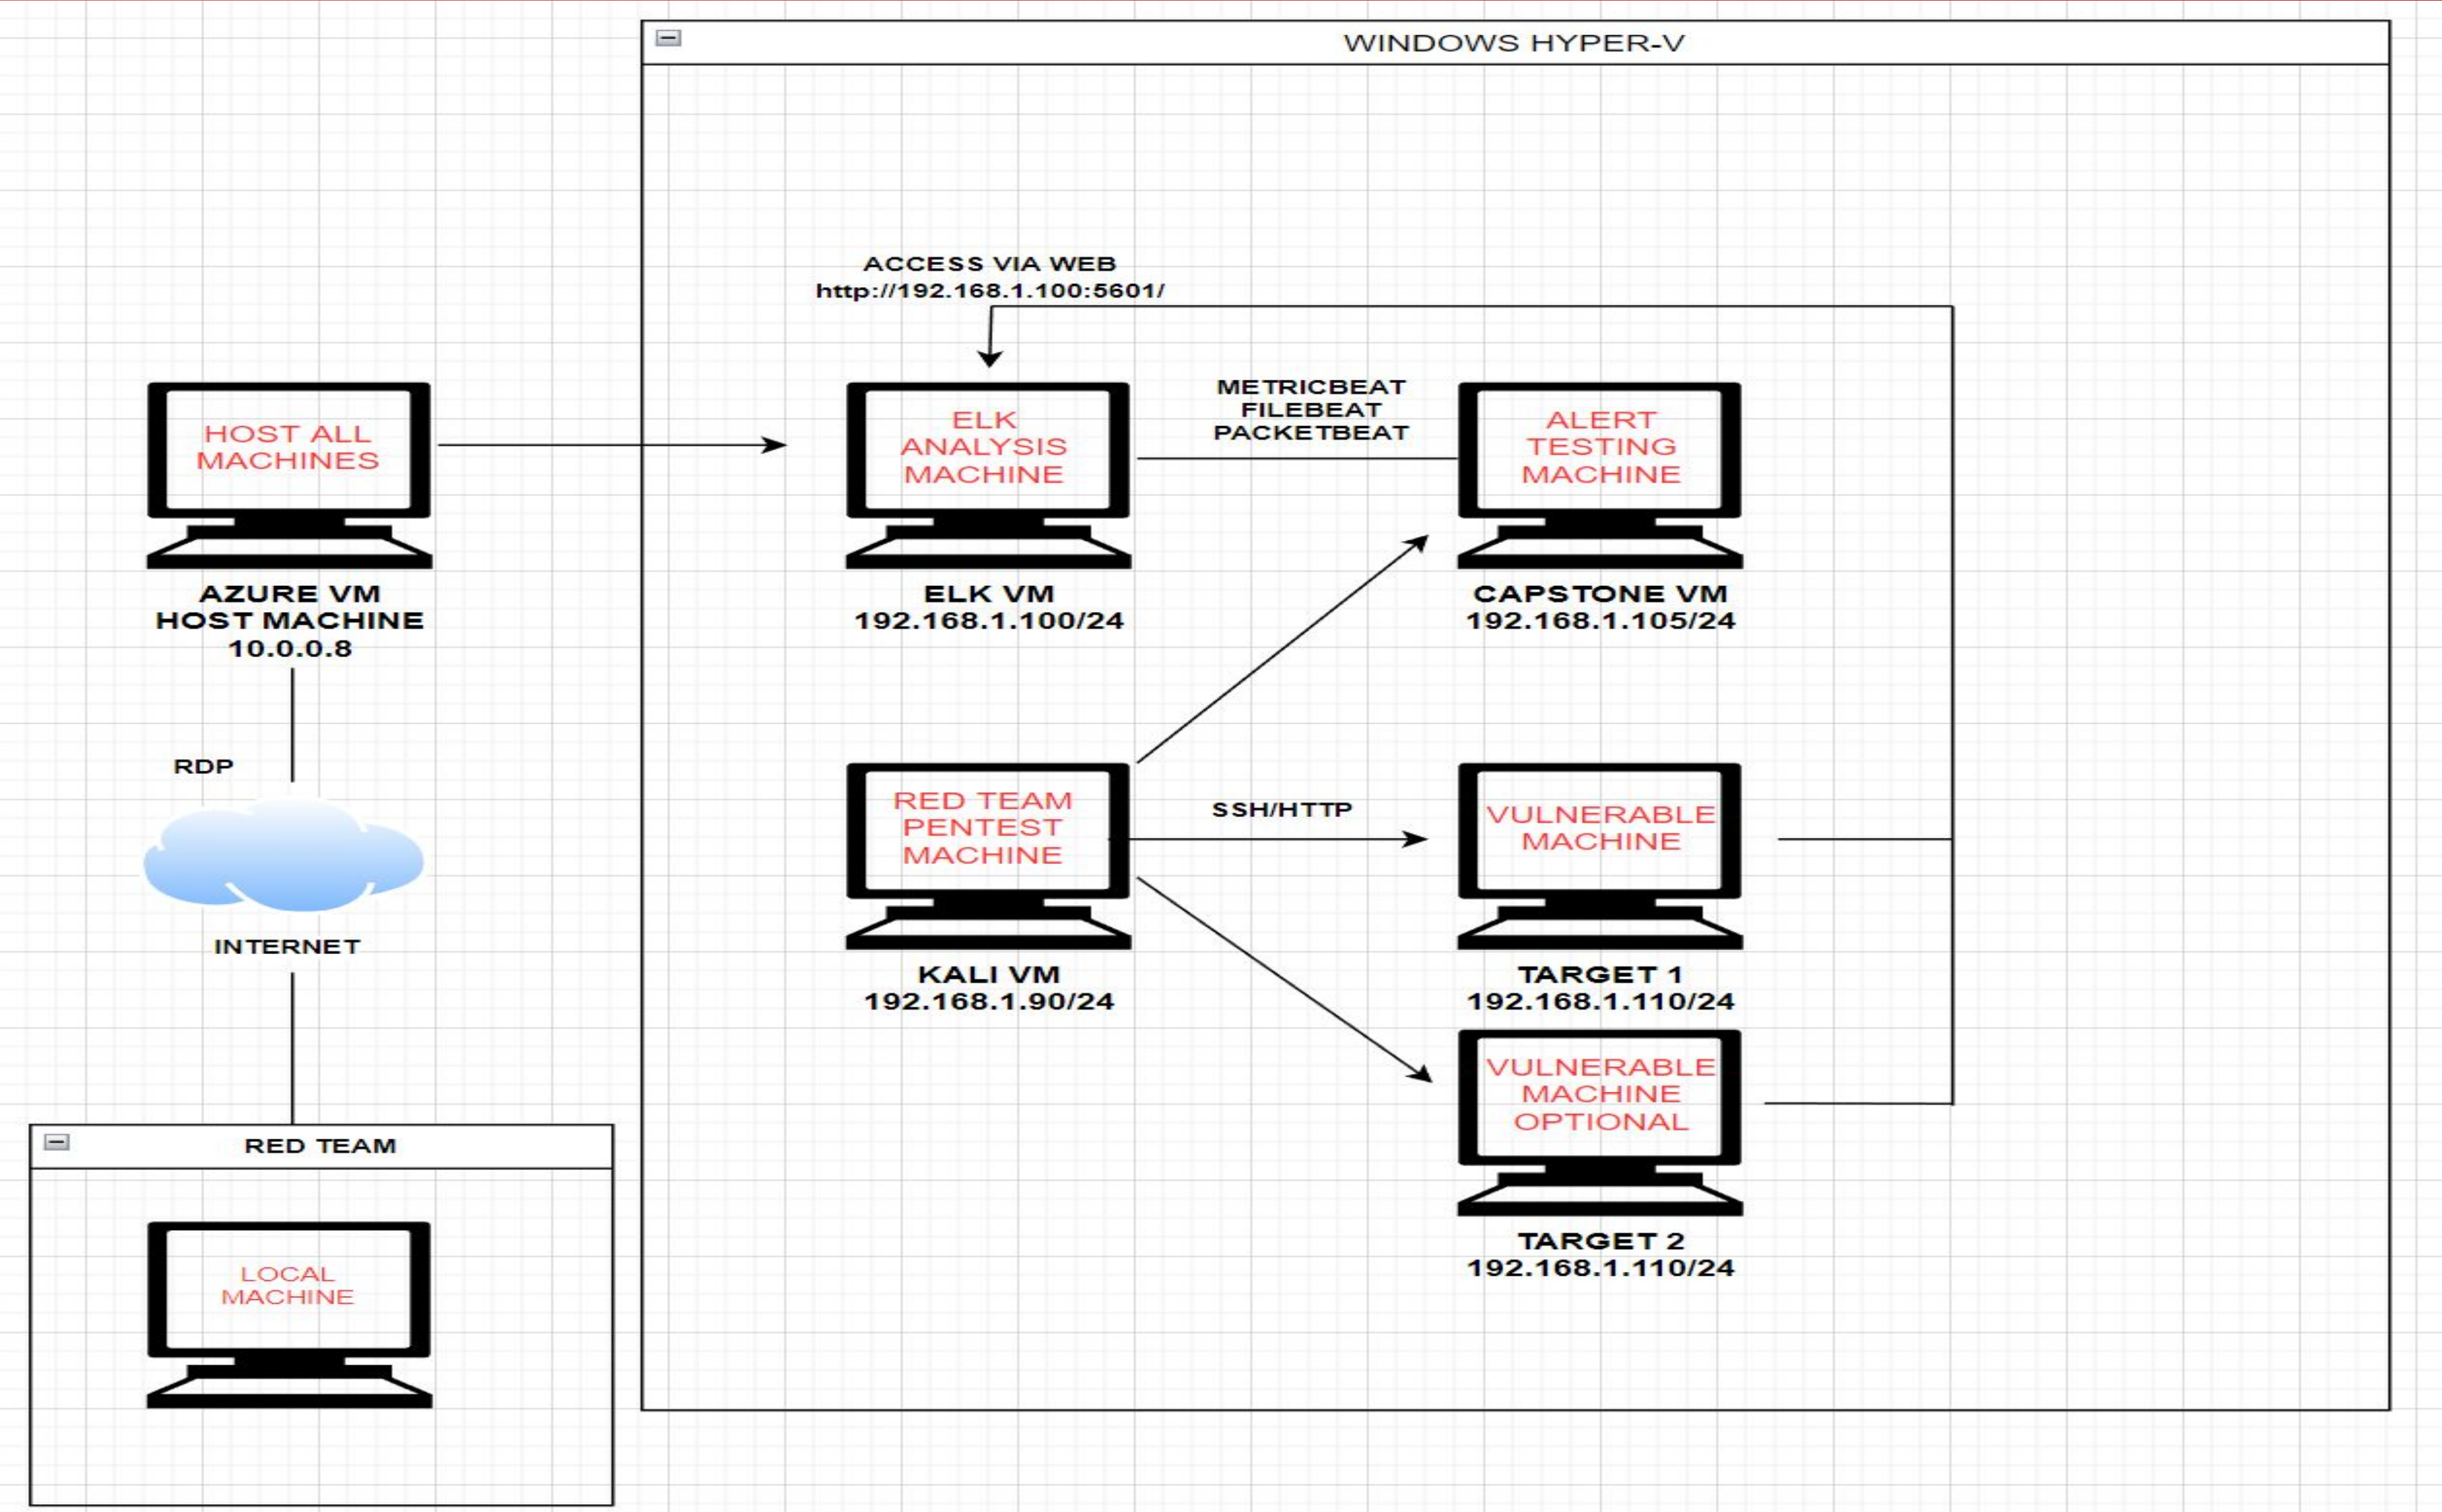 WINDOWS HYPER-V
ACCESS VIA WEB
http://192.168.1.100:5601/
HOST ALL
MACHINES
AZURE VM
HOST MACHINE
10.0.0.8
ELK
ANALYSIS
MACHINE
ELK VM
192.168.1.100/24
METRICBEAT
FILEBEAT
PACKETBEAT
ALERT
TESTING
MACHINE
CAPSTONE VM
192.168.1.105/24
RDP
INTERNET
RED TEAM
PENTEST
MACHINE
KALI VM
192.168.1.90/24
SSH/HTTP
VULNERABLE
MACHINE
TARGET 1
192.168.1.110/24
VULNERABLE
MACHINE
OPTIONAL
TARGET 2
192.168.1.110/24
RED TEAM
LOCAL
MACHINE